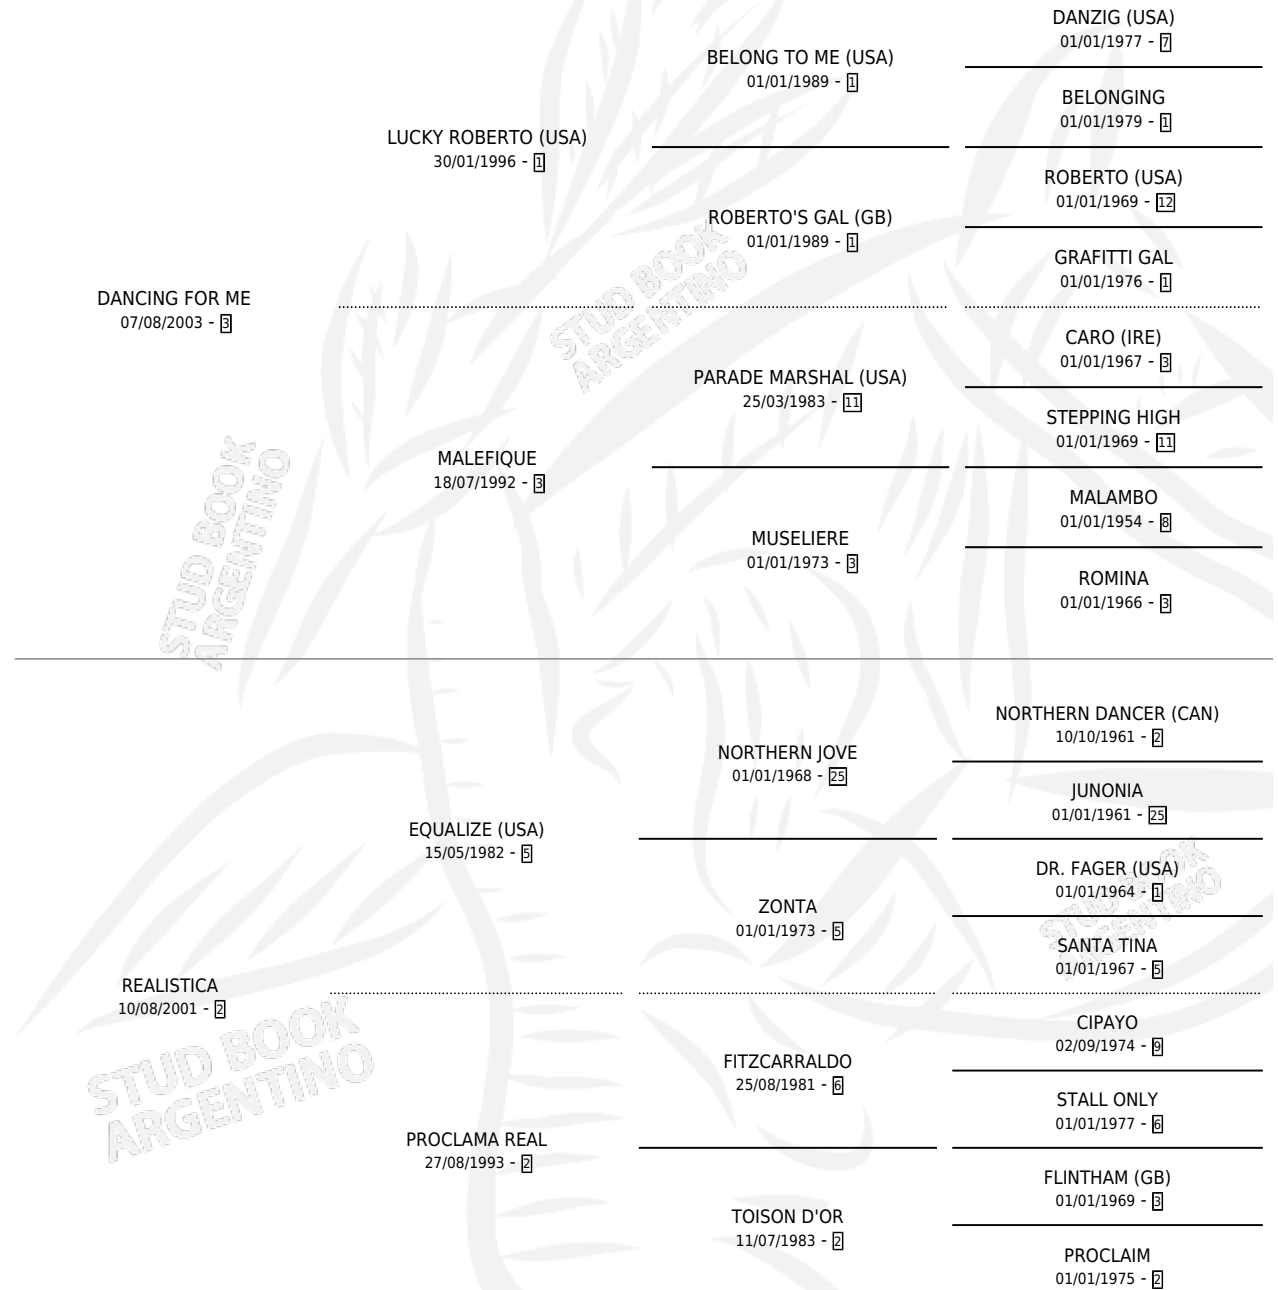 DANCING FOR ME
07/08/2003 - 3
LUCKY ROBERTO (USA)
30/01/1996 - 1
BELONG TO ME (USA)
01/01/1989 - 1
DANZIG (USA)
01/01/1977 - 7
BELONGING
01/01/1979 - 1
ROBERTO'S GAL (GB)
01/01/1989 - 1
ROBERTO (USA)
01/01/1969 - 12
GRAFITTI GAL
01/01/1976 - 1
MALEFIQUE
18/07/1992 - 3
PARADE MARSHAL (USA)
25/03/1983 - 11
CARO (IRE)
01/01/1967 - 3
STEPPING HIGH
01/01/1969 - 11
MUSELIERE
01/01/1973 - 3
MALAMBO
01/01/1954 - 8
ROMINA
01/01/1966 - 3
REALISTICA
10/08/2001 - 2
EQUALIZE (USA)
15/05/1982 - 5
NORTHERN JOVE
01/01/1968 - 25
NORTHERN DANCER (CAN)
10/10/1961 - 2
JUNONIA
01/01/1961 - 25
ZONTA
01/01/1973 - 5
DR. FAGER (USA)
01/01/1964 - 1
SANTA TINA
01/01/1967 - 5
PROCLAMA REAL
27/08/1993 - 2
FITZCARRALDO
25/08/1981 - 6
CIPAYO
02/09/1974 - 9
STALL ONLY
01/01/1977 - 6
TOISON D'OR
11/07/1983 - 2
FLINTHAM (GB)
01/01/1969 - 3
PROCLAIM
01/01/1975 - 2
STUD BOOK
ARGENTINO
STUD BOOK
ARGENTINO
STUD BOOK
ARGENTINO
STUD BOOK
ARGENTINO